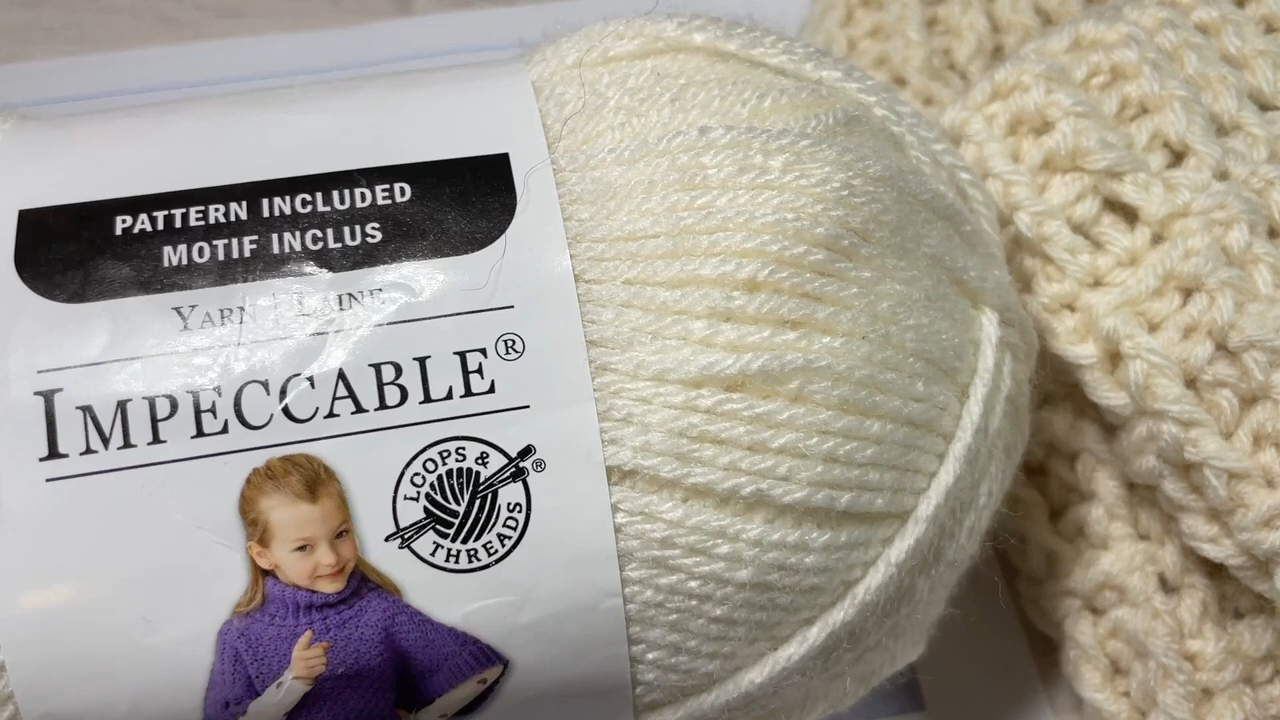 PATTERN INCLUDED
MOTIF INCLUS
YARN | LAINE
IMPECCABLE®
LOOPS &
THREADS®